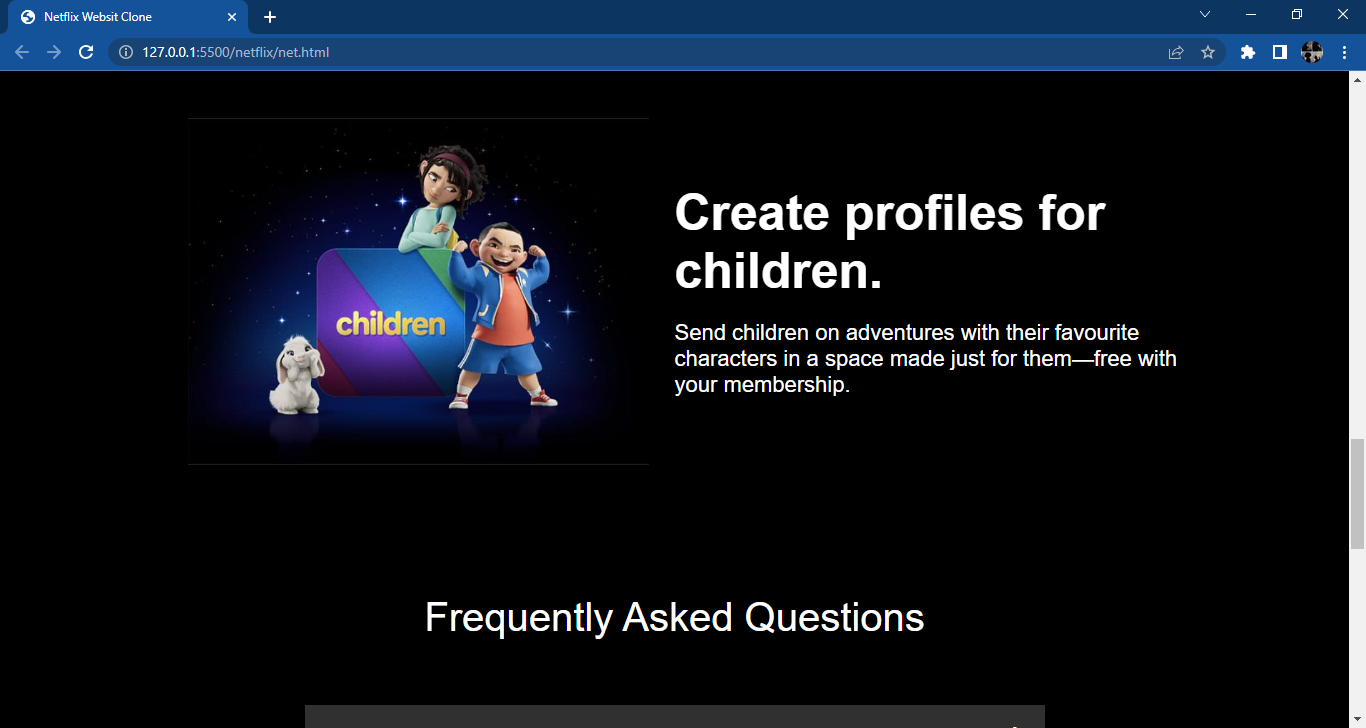 Netflix Websit Clone
127.0.0.1:5500/netflix/net.html
children
Create profiles for
children.
Send children on adventures with their favourite
characters in a space made just for them—free with
your membership.
Frequently Asked Questions